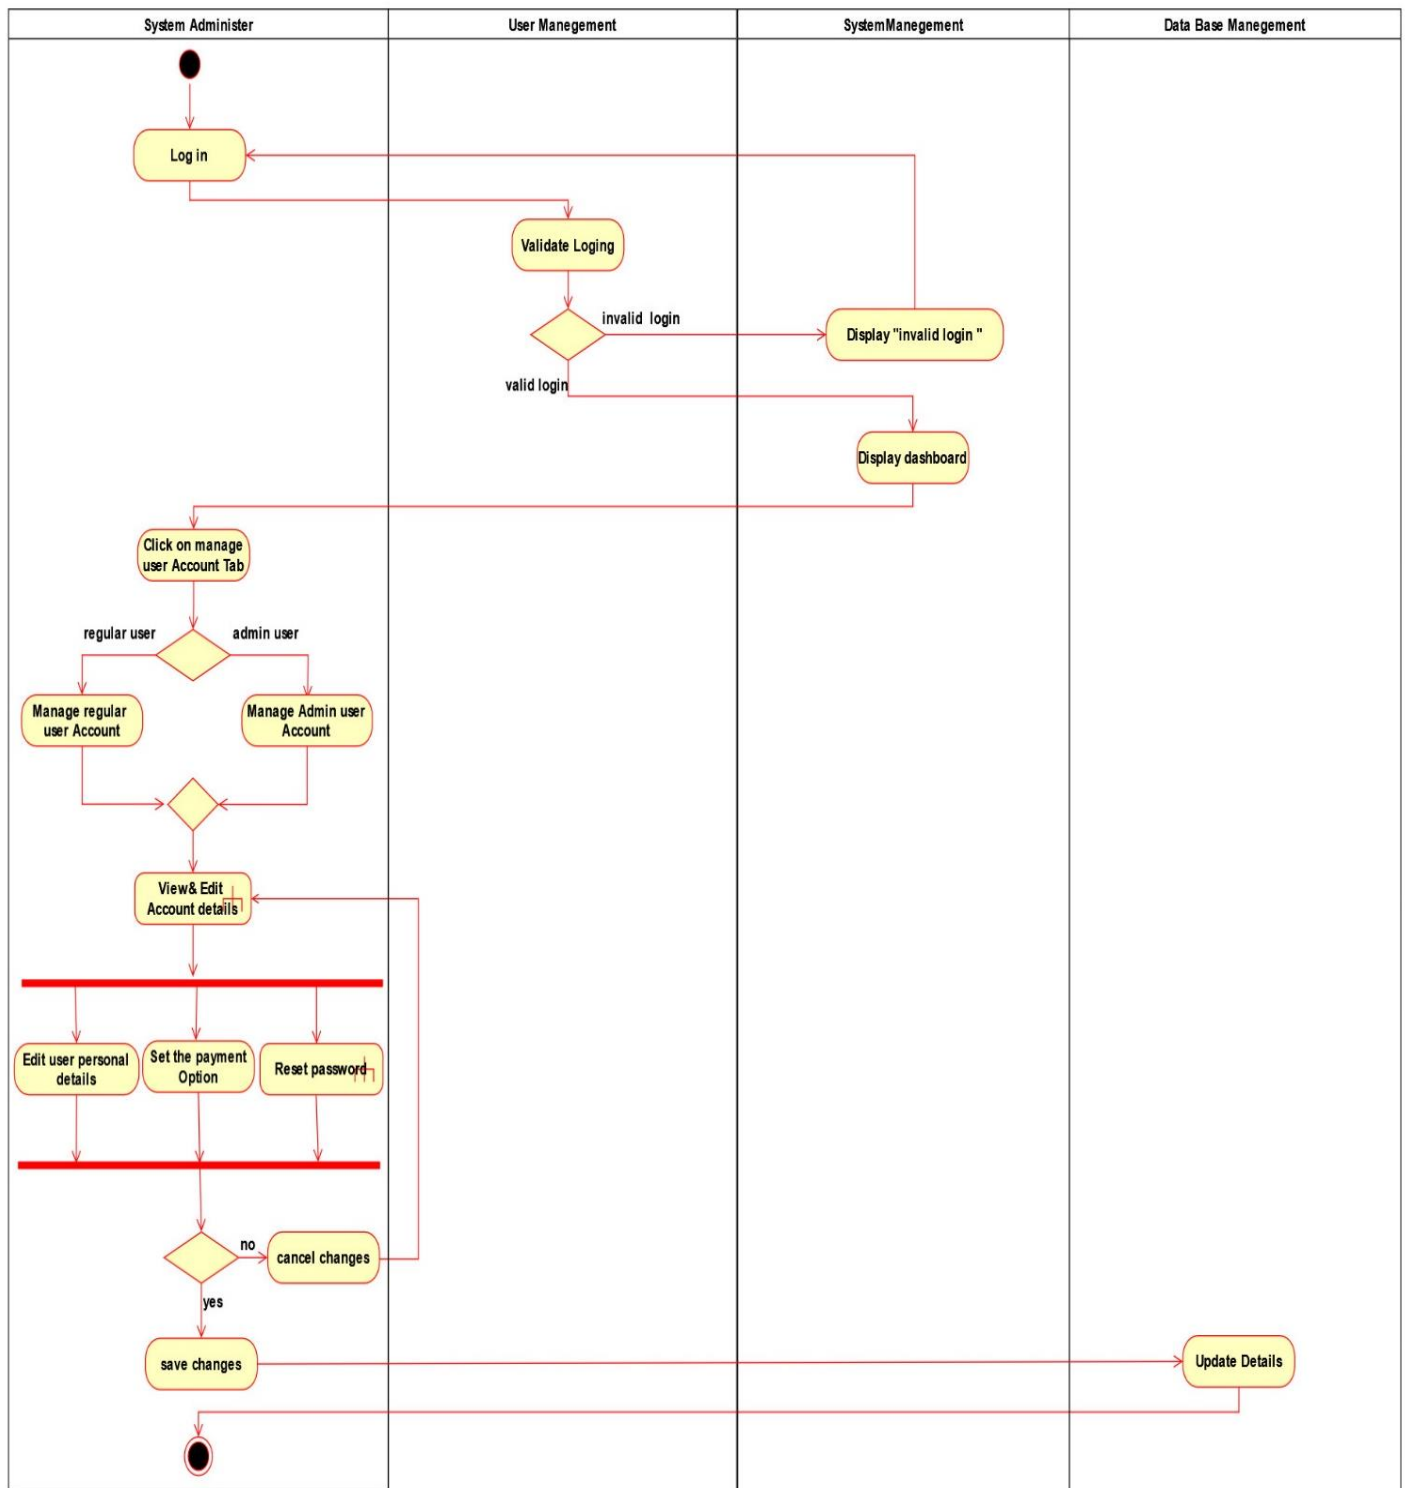 System Administer
User Manegement
SystemManegement
Data Base Manegement
Log in
Validate Loging
invalid login
Display "invalid login "
valid login
Display dashboard
Click on manage
user Account Tab
regular user
admin user
Manage regular
user Account
Manage Admin user
Account
View& Edit
Account details
Edit user personal
details
Set the payment
Option
Reset password
no
cancel changes
yes
save changes
Update Details